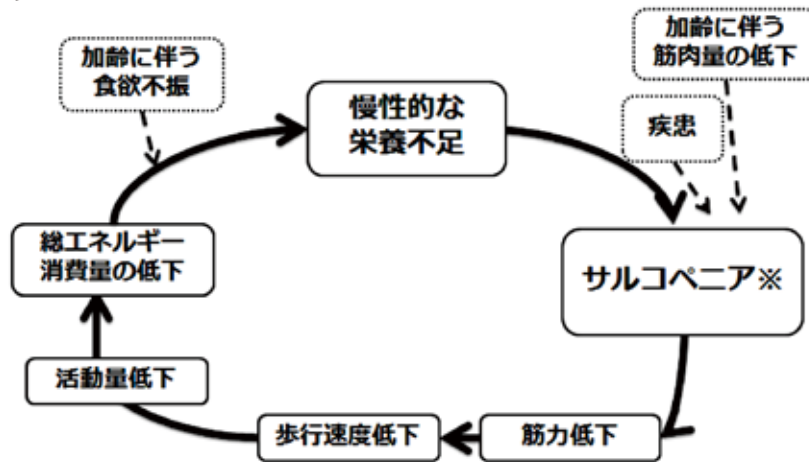 加齢に伴う
食欲不振
加齢に伴う
筋肉量の低下
慢性的な
栄養不足
疾患
総エネルギー
消費量の低下
サルコペニア※
活動量低下
歩行速度低下
筋力低下